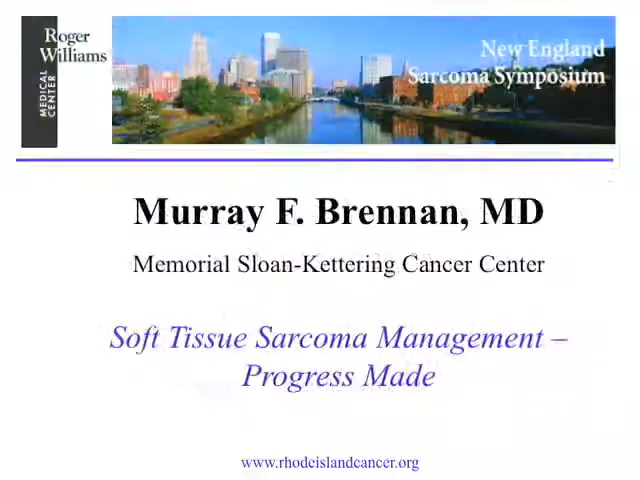 Roger
Williams
MEDICAL
CENTER
New England
Sarcoma Symposium
Murray F. Brennan, MD
Memorial Sloan-Kettering Cancer Center
Soft Tissue Sarcoma Management –
Progress Made
www.rhodeislandcancer.org